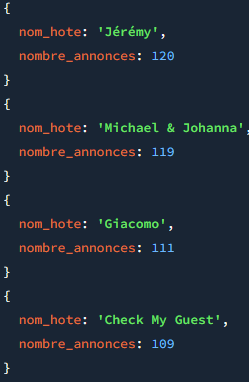 {
nom_hote: 'Jérémy',
nombre_annonces: 120
}
{
nom_hote: 'Michael & Johanna',
nombre_annonces: 119
}
{
nom_hote: 'Giacomo',
nombre_annonces: 111
}
{
nom_hote: 'Check My Guest',
nombre_annonces: 109
}